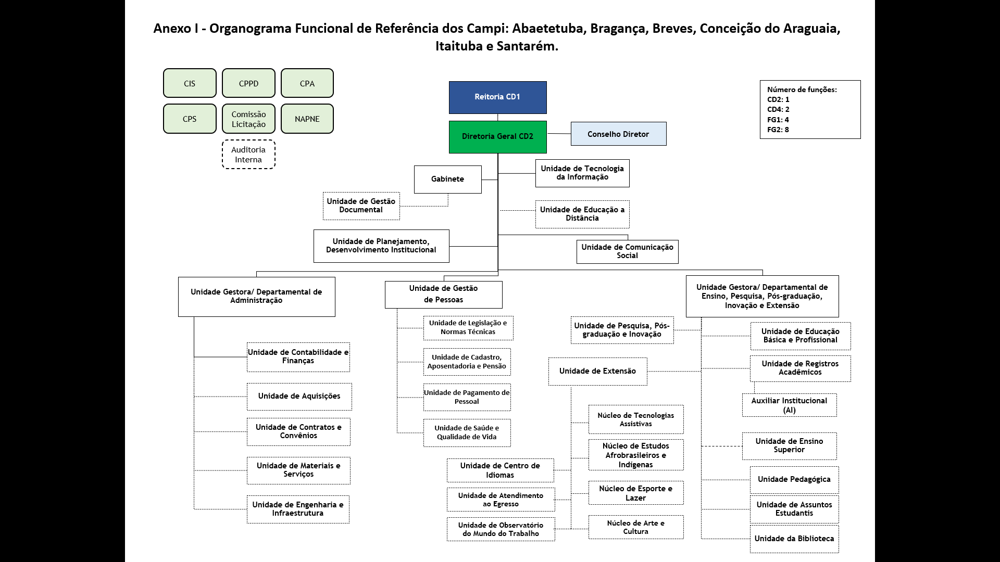 Anexo I - Organograma Funcional de Referência dos Campi: Abaetetuba, Bragança, Breves, Conceição do Araguaia,
Itaituba e Santarém.
CIS
CPPD
CPA
CPS
Comissão
Licitação
NAPNE
Auditoria
Interna
Reitoria CD1
Diretoria Geral CD2
Conselho Diretor
Número de funções:
CD2: 1
CD4: 2
FG1: 4
FG2: 8
Gabinete
Unidade de Tecnologia
da Informação
Unidade de Gestão
Documental
Unidade de Educação a
Distância
Unidade de Planejamento,
Desenvolvimento Institucional
Unidade de Comunicação
Social
Unidade Gestora/ Departamental de
Administração
Unidade de Contabilidade e
Finanças
Unidade de Aquisições
Unidade de Contratos e
Convênios
Unidade de Materiais e
Serviços
Unidade de Engenharia e
Infraestrutura
Unidade de Gestão
de Pessoas
Unidade de Legislação e
Normas Técnicas
Unidade de Cadastro,
Aposentadoria e Pensão
Unidade de Pagamento de
Pessoal
Unidade de Saúde e
Qualidade de Vida
Unidade Gestora/ Departamental de
Ensino, Pesquisa, Pós-graduação,
Inovação e Extensão
Unidade de Pesquisa, Pós-
graduação e Inovação
Unidade de Extensão
Núcleo de Tecnologias
Assistivas
Núcleo de Estudos
Afrobrasileiros e
Indígenas
Núcleo de Esporte e
Lazer
Núcleo de Arte e
Cultura
Unidade de Centro de
Idiomas
Unidade de Atendimento
ao Egresso
Unidade de Observatório
do Mundo do Trabalho
Unidade de Educação
Básica e Profissional
Unidade de Registros
Acadêmicos
Auxiliar Institucional
(AI)
Unidade de Ensino
Superior
Unidade Pedagógica
Unidade de Assuntos
Estudantis
Unidade da Biblioteca